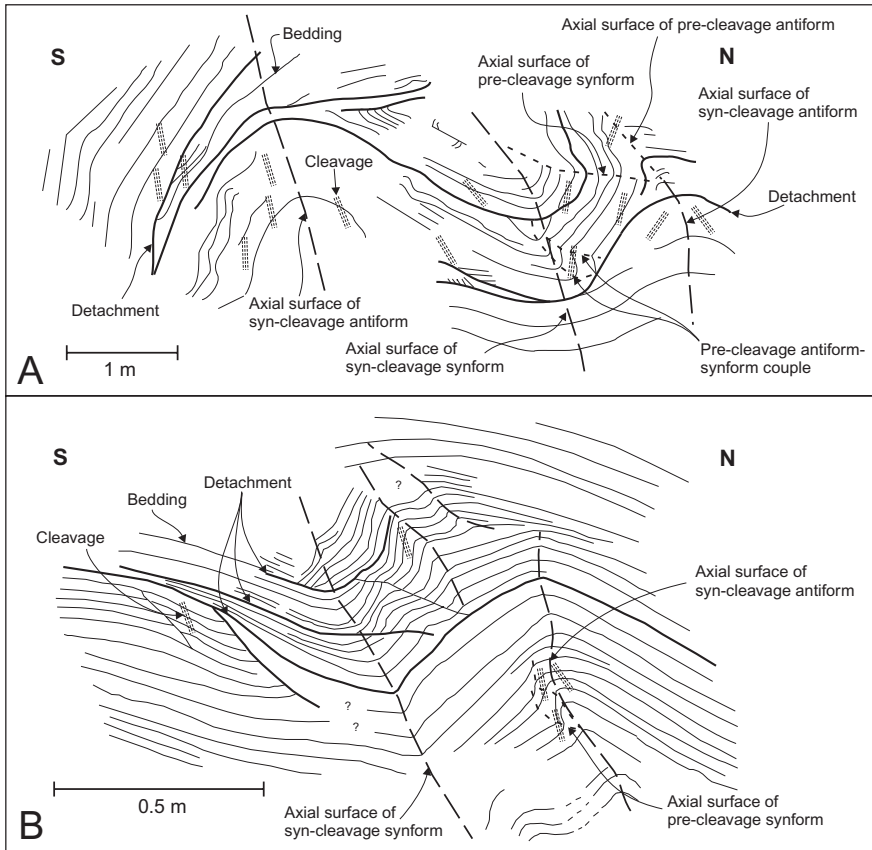 Axial surface of pre-cleavage antiform
S
Bedding
Axial surface of
pre-cleavage synform
N
Axial surface of
syn-cleavage
antiform
Cleavage
Detachment
Detachment
Axial surface of
syn-cleavage antiform
Axial surface of
syn-cleavage synform
Pre-cleavage antiform-
synform couple
1 m
A
S
N
Detachment
Bedding
Cleavage
?
Axial surface of
syn-cleavage antiform
?
?
0.5 m
Axial surface of
syn-cleavage synform
Axial surface of
pre-cleavage synform
B